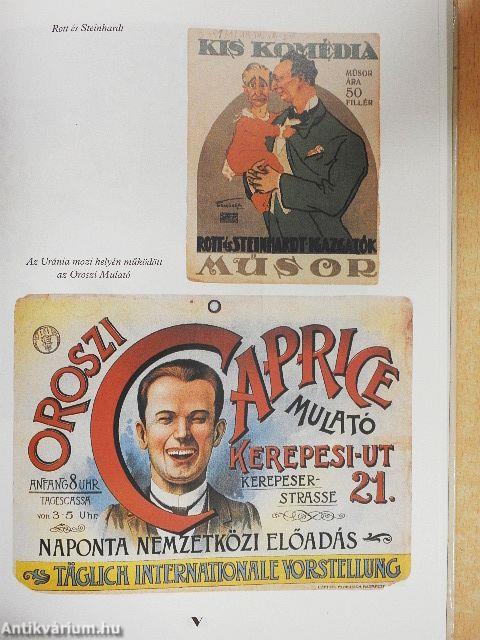 Rott és Steinhardt
KIS KOMÉDIA
MŰSOR
ÁRA
50
FILLÉR
ROTT és STEINHARDT-IGAZGATÓK
MŰSOR
Az Uránia mozi helyén működött
az Oroszi Mulató
OROSZI
CAPRICE
MULATÓ
KEREPESI-UT
21.
KEREPESER-
STRASSE
ANFANG 8 UHR
TAGESCASSA
von 3-5 Uhr
NAPONTA NEMZETKÖZI ELŐADÁS
TÄGLICH INTERNATIONALE VORSTELLUNG
V
Antikvárium.hu